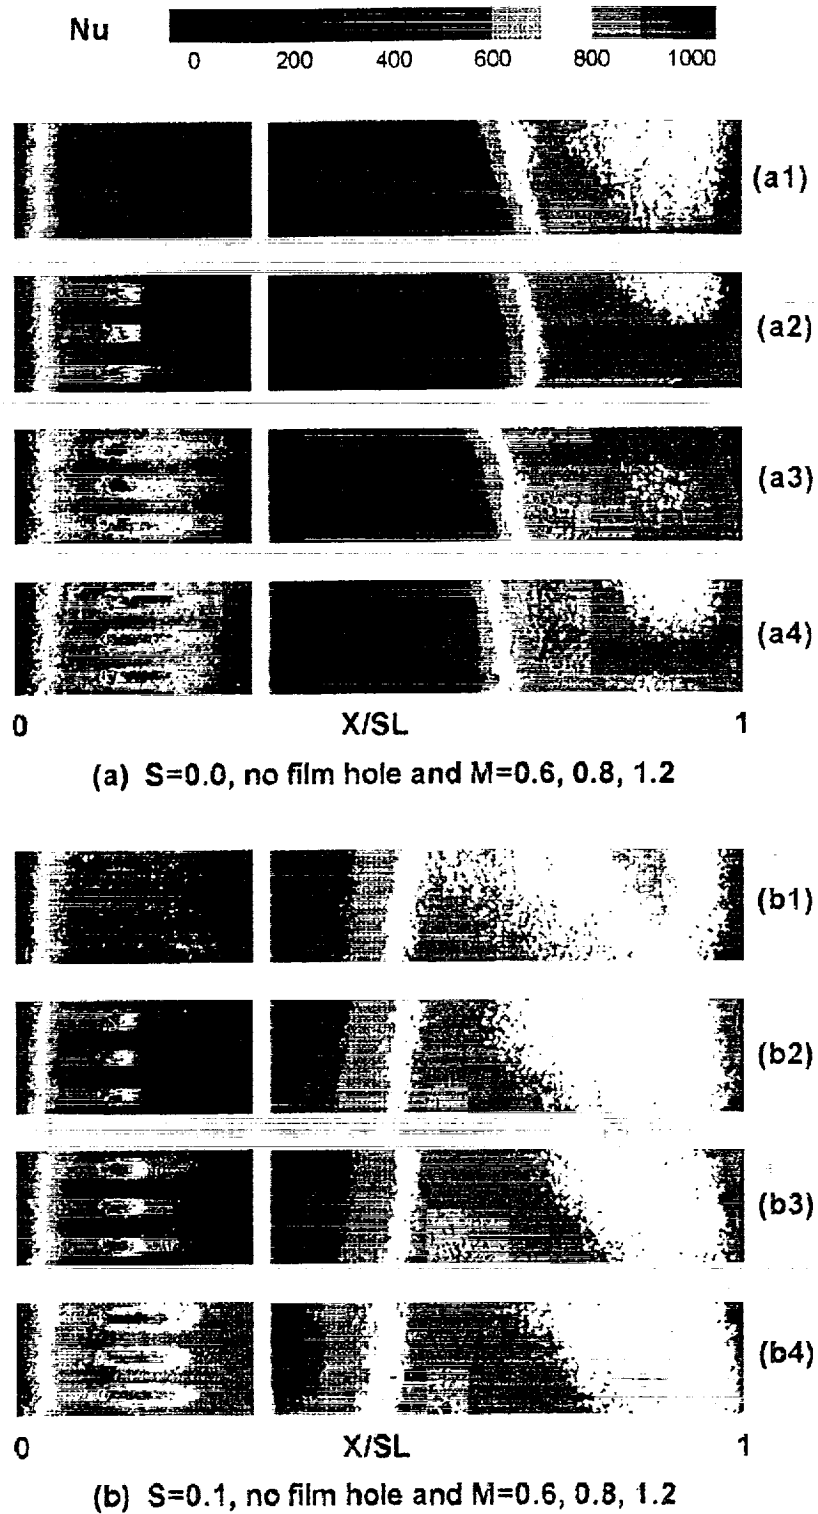 Nu
0 200 400 600 800 1000
(a1)
(a2)
(a3)
(a4)
0 X/SL 1
(a) S=0.0, no film hole and M=0.6, 0.8, 1.2
(b1)
(b2)
(b3)
(b4)
0 X/SL 1
(b) S=0.1, no film hole and M=0.6, 0.8, 1.2